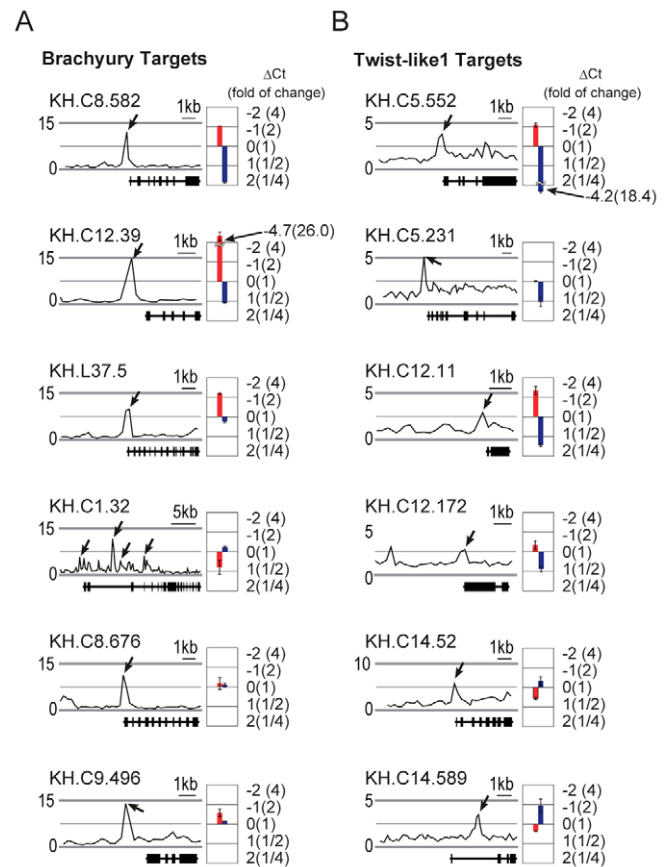 A
Brachyury Targets
ΔCt
(fold of change)
KH.C8.582
1kb
15
0
-2 (4)
-1(2)
0(1)
1(1/2)
2(1/4)
KH.C12.39
1kb
15
0
-4.7(26.0)
-2 (4)
-1(2)
0(1)
1(1/2)
2(1/4)
KH.L37.5
1kb
15
0
-2 (4)
-1(2)
0(1)
1(1/2)
2(1/4)
KH.C1.32
5kb
15
0
-2 (4)
-1(2)
0(1)
1(1/2)
2(1/4)
KH.C8.676
1kb
15
0
-2 (4)
-1(2)
0(1)
1(1/2)
2(1/4)
KH.C9.496
1kb
15
0
-2 (4)
-1(2)
0(1)
1(1/2)
2(1/4)
B
Twist-like1 Targets
ΔCt
(fold of change)
KH.C5.552
1kb
5
0
-2 (4)
-1(2)
0(1)
1(1/2)
2(1/4)
-4.2(18.4)
KH.C5.231
1kb
5
0
-2 (4)
-1(2)
0(1)
1(1/2)
2(1/4)
KH.C12.11
1kb
5
0
-2 (4)
-1(2)
0(1)
1(1/2)
2(1/4)
KH.C12.172
1kb
5
0
-2 (4)
-1(2)
0(1)
1(1/2)
2(1/4)
KH.C14.52
1kb
10
0
-2 (4)
-1(2)
0(1)
1(1/2)
2(1/4)
KH.C14.589
1kb
5
0
-2 (4)
-1(2)
0(1)
1(1/2)
2(1/4)